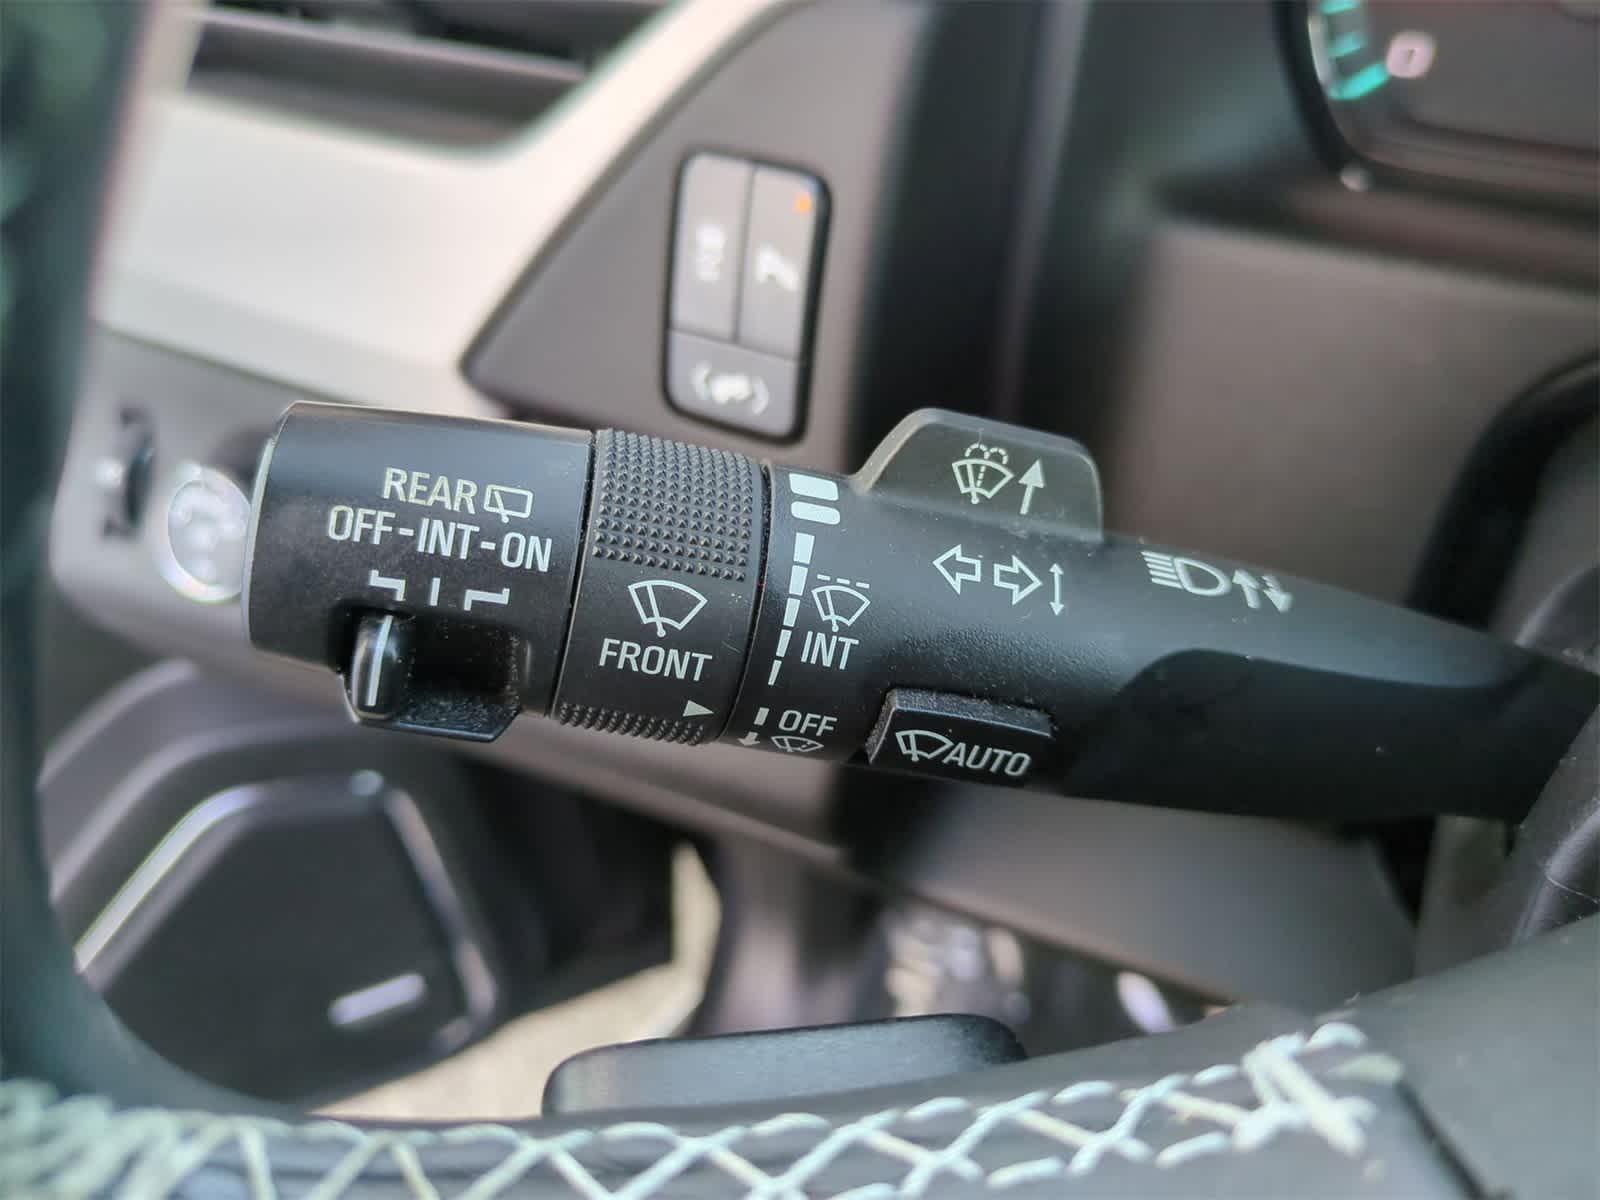 REAR
OFF-INT-ON
FRONT
INT
OFF
AUTO